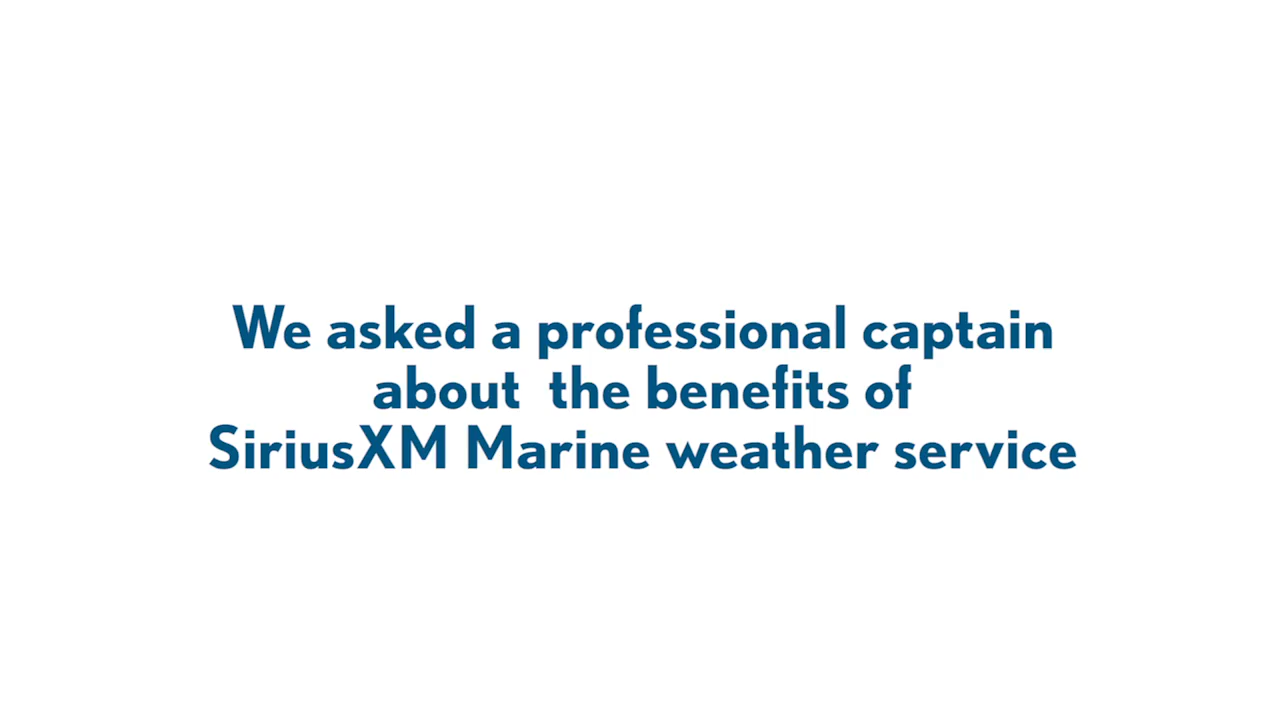 We asked a professional captain
about  the benefits of
SiriusXM Marine weather service